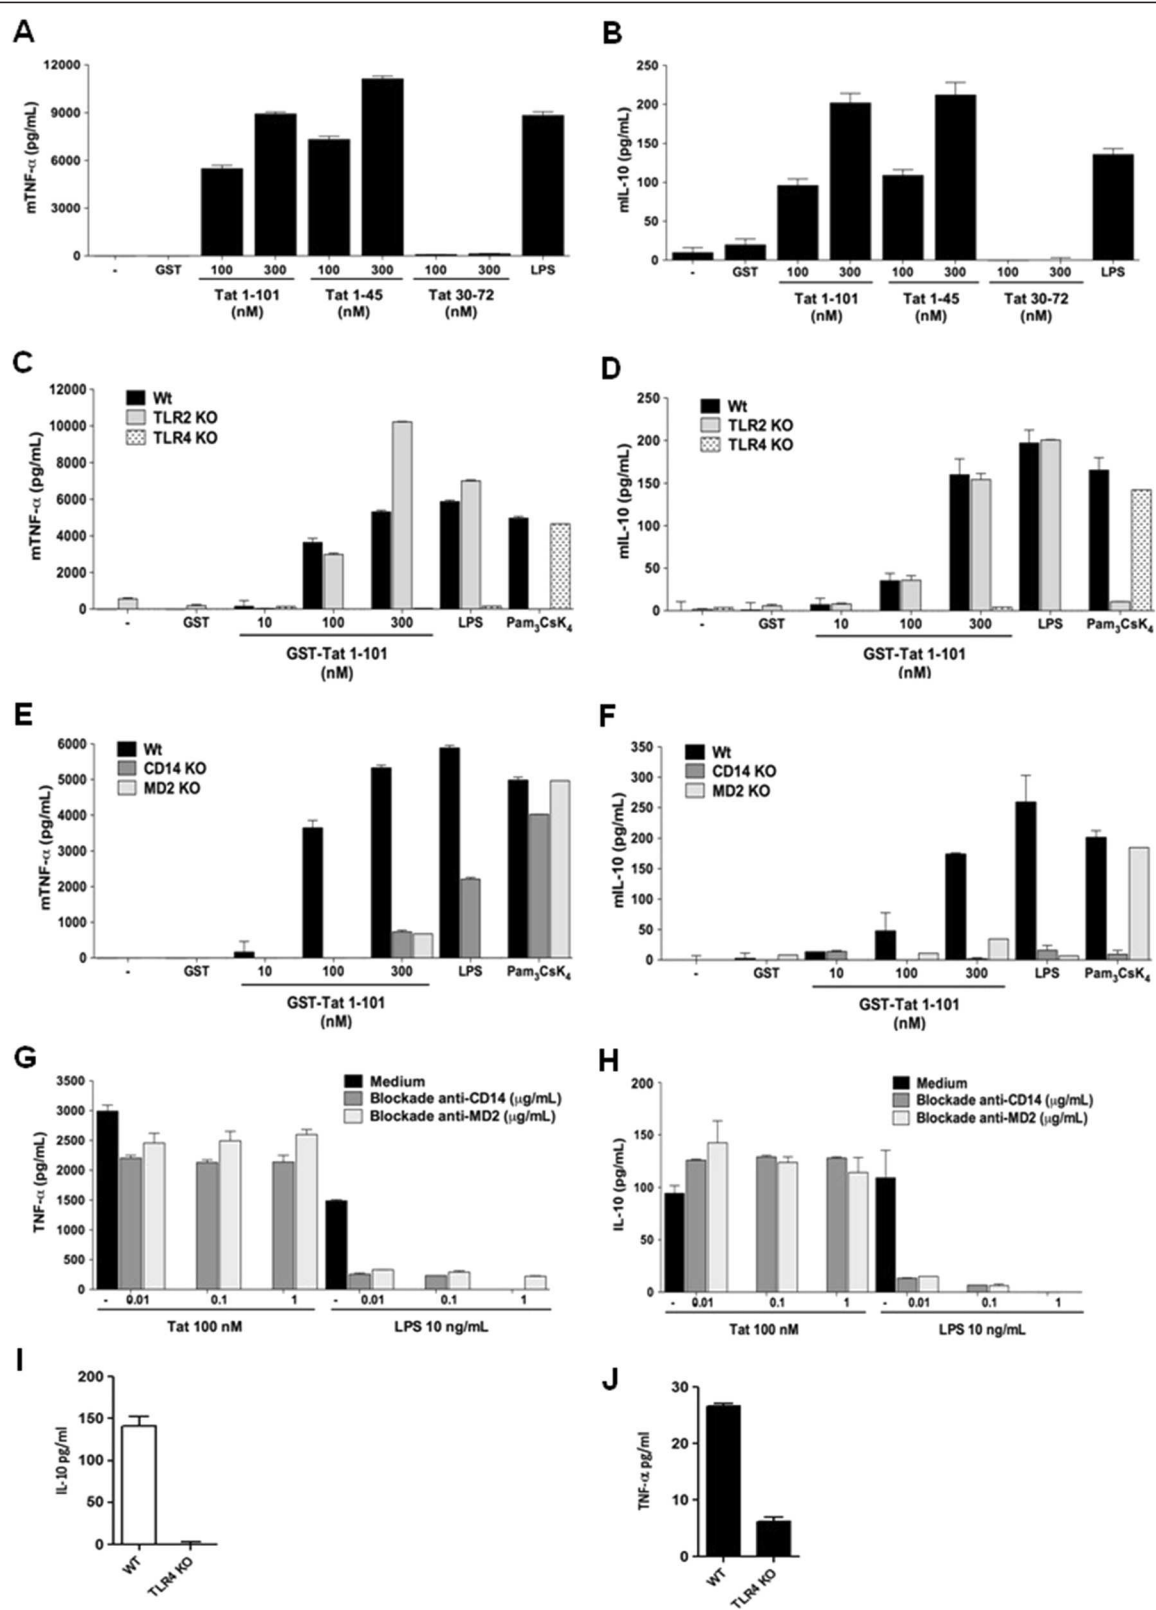 A
12000
9000
6000
3000
0
mTNF-α (pg/mL)
- GST 100 300 100 300 100 300 LPS
Tat 1-101 (nM) Tat 1-45 (nM) Tat 30-72 (nM)
B
250
200
150
100
50
0
mIL-10 (pg/mL)
- GST 100 300 100 300 100 300 LPS
Tat 1-101 (nM) Tat 1-45 (nM) Tat 30-72 (nM)
C
12000
10000
8000
6000
4000
2000
0
mTNF-α (pg/mL)
Wt
TLR2 KO
TLR4 KO
- GST 10 100 300 LPS Pam3CsK4
GST-Tat 1-101
(nM)
D
250
200
150
100
50
0
mIL-10 (pg/mL)
Wt
TLR2 KO
TLR4 KO
- GST 10 100 300 LPS Pam3CsK4
GST-Tat 1-101
(nM)
E
6000
5000
4000
3000
2000
1000
0
mTNF-α (pg/mL)
Wt
CD14 KO
MD2 KO
- GST 10 100 300 LPS Pam3CsK4
GST-Tat 1-101
(nM)
F
350
300
250
200
150
100
50
0
mIL-10 (pg/mL)
Wt
CD14 KO
MD2 KO
- GST 10 100 300 LPS Pam3CsK4
GST-Tat 1-101
(nM)
G
3500
3000
2500
2000
1500
1000
500
0
TNF-α (pg/mL)
Medium
Blockade anti-CD14 (μg/mL)
Blockade anti-MD2 (μg/mL)
- 0.01 0.1 1 - 0.01 0.1 1
Tat 100 nM LPS 10 ng/mL
H
200
150
100
50
0
IL-10 (pg/mL)
Medium
Blockade anti-CD14 (μg/mL)
Blockade anti-MD2 (μg/mL)
- 0.01 0.1 1 - 0.01 0.1 1
Tat 100 nM LPS 10 ng/mL
I
200
150
100
50
0
IL-10 pg/ml
WT TLR4 KO
J
30
20
10
0
TNF-α pg/ml
WT TLR4 KO